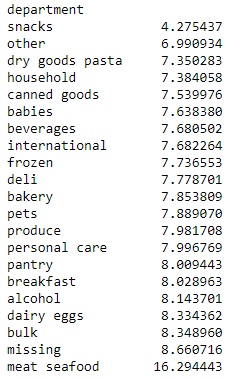 department
snacks 4.275437
other 6.990934
dry goods pasta 7.350283
household 7.384058
canned goods 7.539976
babies 7.638380
beverages 7.680502
international 7.682264
frozen 7.736553
deli 7.778701
bakery 7.853809
pets 7.889070
produce 7.981708
personal care 7.996769
pantry 8.009443
breakfast 8.028963
alcohol 8.143701
dairy eggs 8.334362
bulk 8.348960
missing 8.660716
meat seafood 16.294443